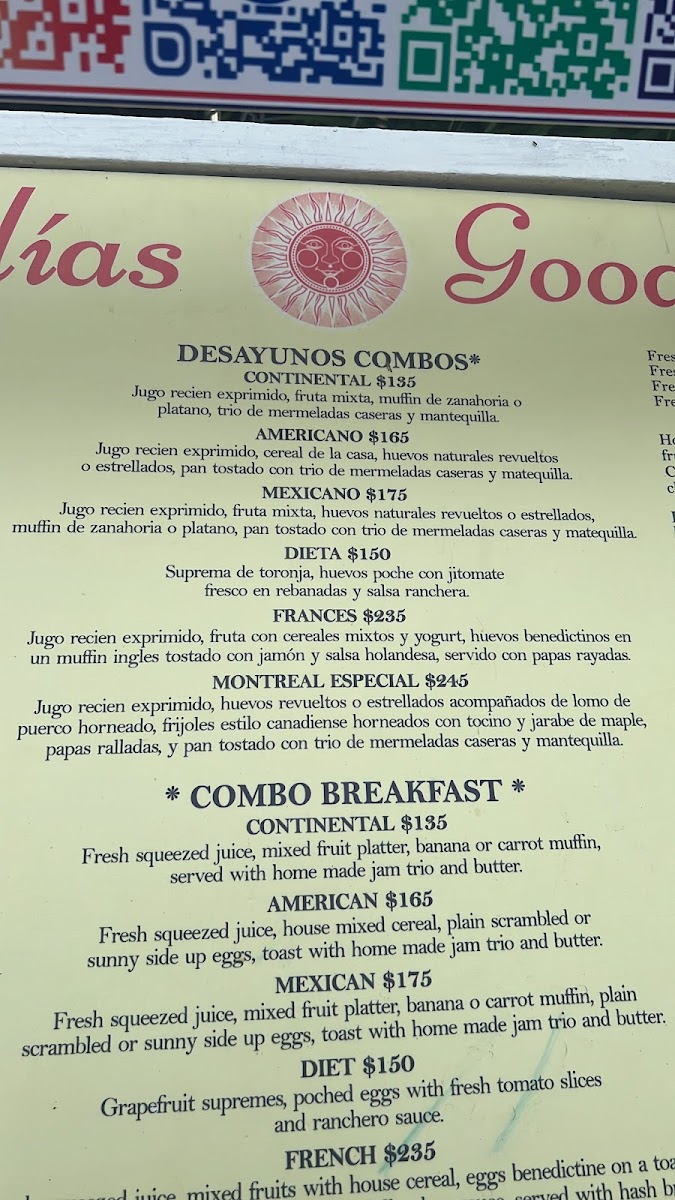 días
Good
DESAYUNOS COMBOS*
CONTINENTAL $135
Jugo recien exprimido, fruta mixta, muffin de zanahoria o
platano, trio de mermeladas caseras y mantequilla.
AMERICANO $165
Jugo recien exprimido, cereal de la casa, huevos naturales revueltos
o estrellados, pan tostado con trio de mermeladas caseras y matequilla.
MEXICANO $175
Jugo recien exprimido, fruta mixta, huevos naturales revueltos o estrellados,
muffin de zanahoria o platano, pan tostado con trio de mermeladas caseras y matequilla.
DIETA $150
Suprema de toronja, huevos poche con jitomate
fresco en rebanadas y salsa ranchera.
FRANCES $235
Jugo recien exprimido, fruta con cereales mixtos y yogurt, huevos benedictinos en
un muffin ingles tostado con jamón y salsa holandesa, servido con papas rayadas.
MONTREAL ESPECIAL $245
Jugo recien exprimido, huevos revueltos o estrellados acompañados de lomo de
puerco horneado, frijoles estilo canadiense horneados con tocino y jarabe de maple,
papas ralladas, y pan tostado con trio de mermeladas caseras y mantequilla.
* COMBO BREAKFAST *
CONTINENTAL $135
Fresh squeezed juice, mixed fruit platter, banana or carrot muffin,
served with home made jam trio and butter.
AMERICAN $165
Fresh squeezed juice, house mixed cereal, plain scrambled or
sunny side up eggs, toast with home made jam trio and butter.
MEXICAN $175
Fresh squeezed juice, mixed fruit platter, banana o carrot muffin, plain
scrambled or sunny side up eggs, toast with home made jam trio and butter.
DIET $150
Grapefruit supremes, poched eggs with fresh tomato slices
and ranchero sauce.
FRENCH $235
juice, mixed fruits with house cereal, eggs benedictine on a
served with hash